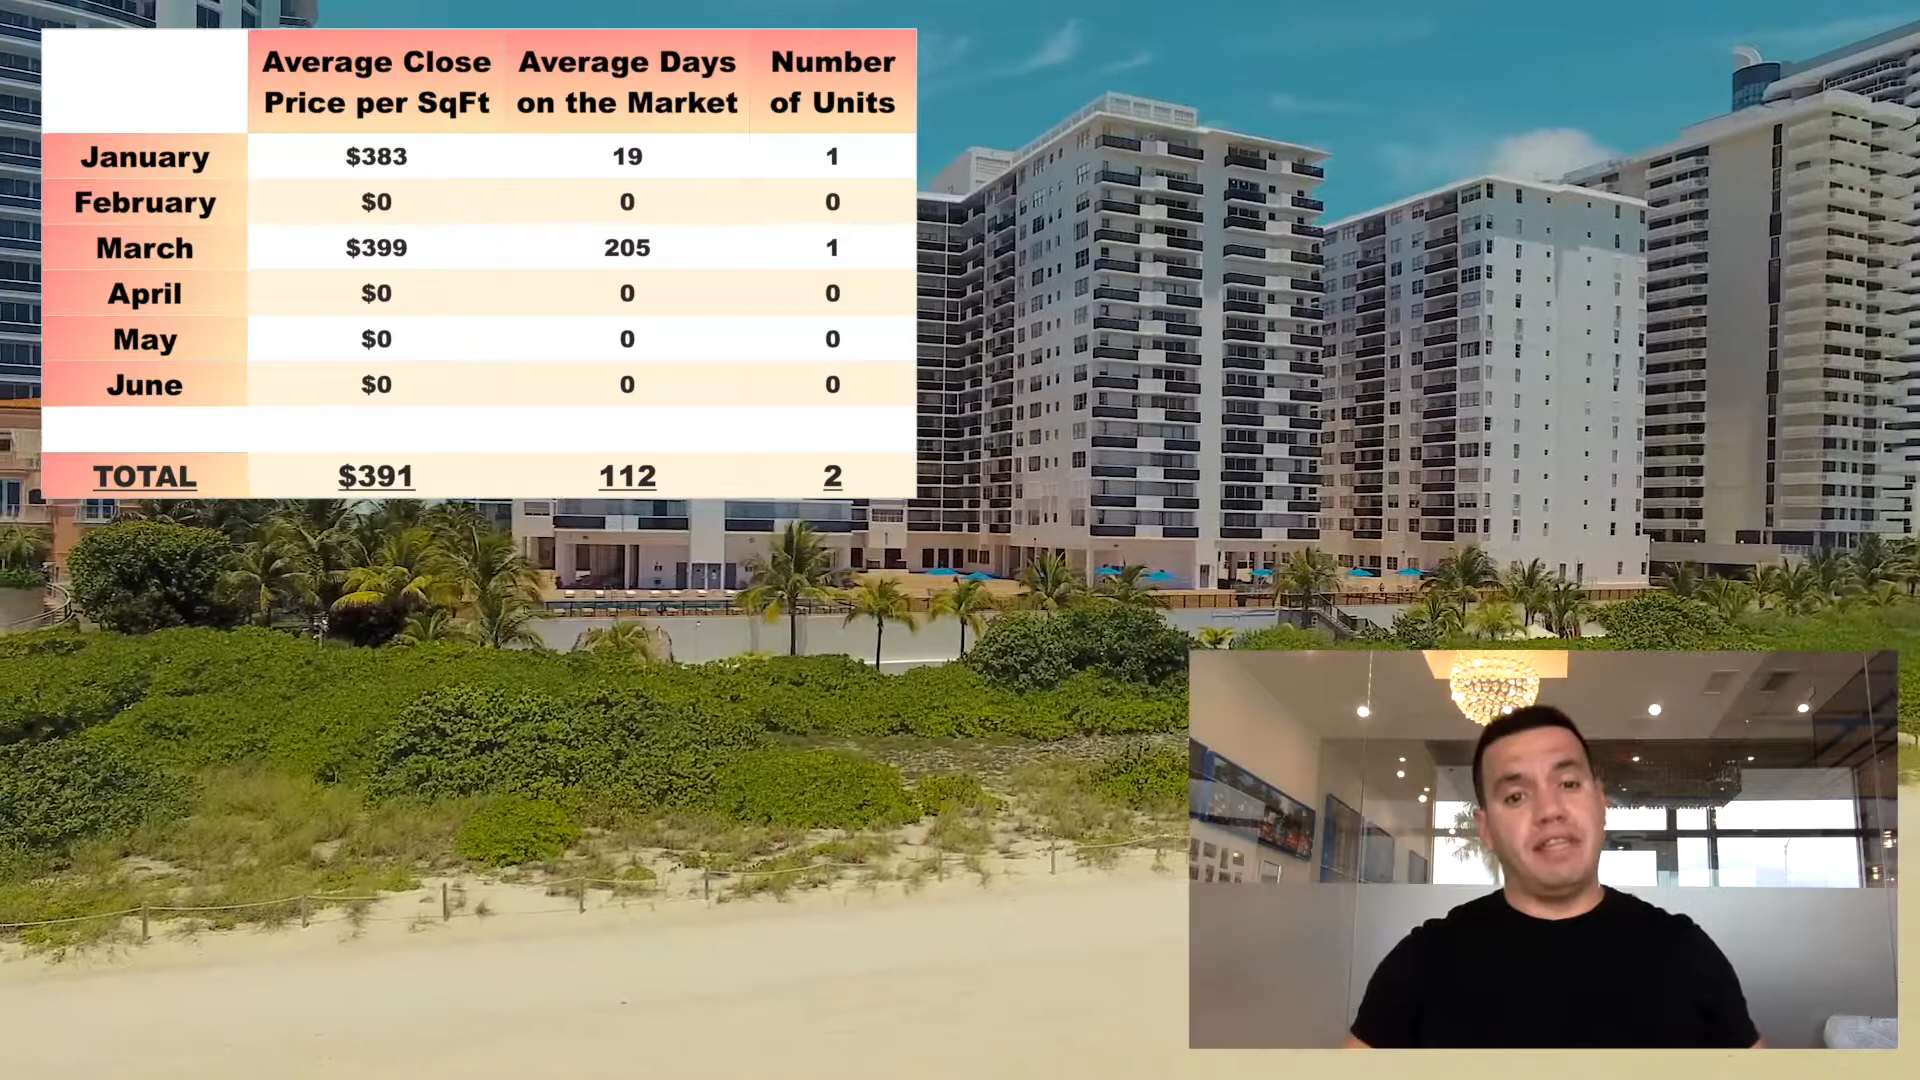 Average Close Average Days Number
Price per SqFt on the Market of Units
January $383 19 1
February $0 0 0
March $399 205 1
April $0 0 0
May $0 0 0
June $0 0 0
TOTAL $391 112 2